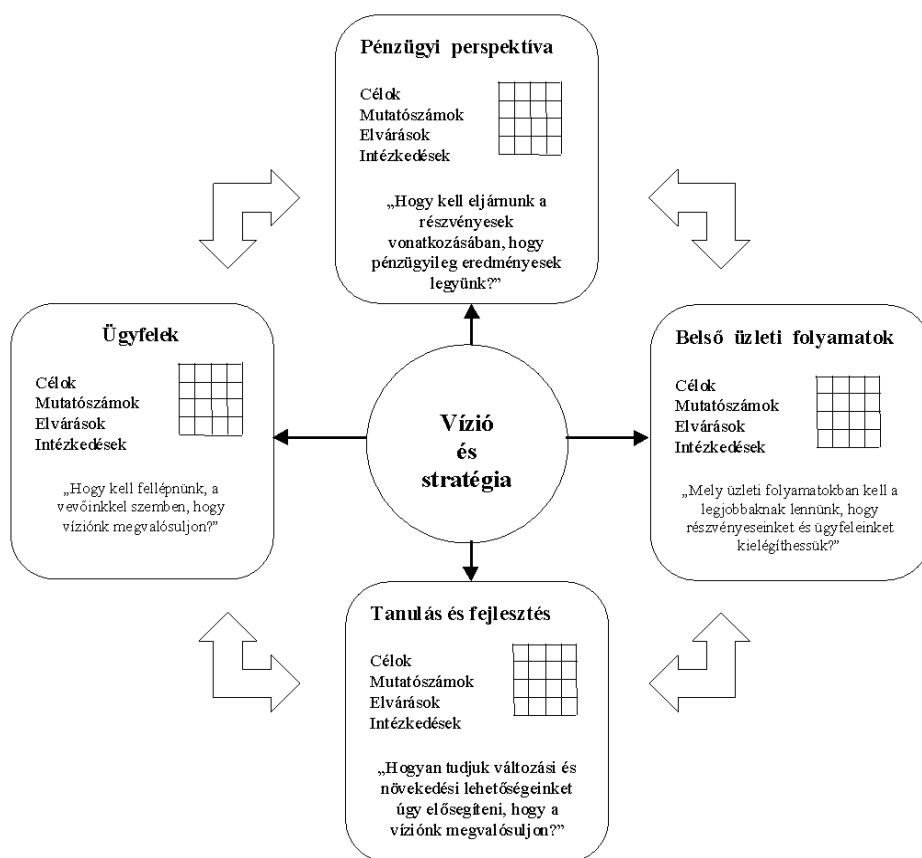 Pénzügyi perspektíva
Célok
Mutatószámok
Elvárások
Intézkedések
„Hogy kell eljárnunk a
részvényesek
vonatkozásában, hogy
pénzügyileg eredményesek
legyünk?”
Ügyfelek
Célok
Mutatószámok
Elvárások
Intézkedések
„Hogy kell fellépnünk, a
vevőinkkel szemben, hogy
víziónk megvalósuljon?”
Vízió
és
stratégia
Belső üzleti folyamatok
Célok
Mutatószámok
Elvárások
Intézkedések
„Mely üzleti folyamatokban kell a
legjobbaknak lennünk, hogy
részvényeseinket és ügyfeleinket
kielégíthessük?”
Tanulás és fejlesztés
Célok
Mutatószámok
Elvárások
Intézkedések
„Hogyan tudjuk változási és
növekedési lehetőségeinket
úgy elősegíteni, hogy a
víziónk megvalósuljon?”